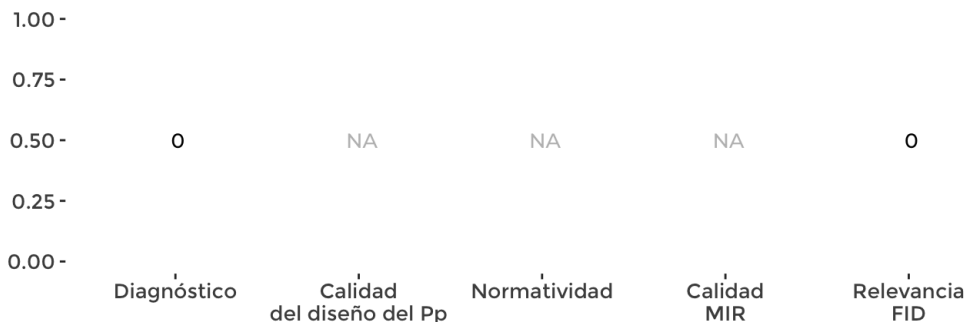 1.00
0.75
0.50
0.25
0.00
0
NA
NA
NA
0
Diagnóstico
Calidad
del diseño del Pp
Normatividad
Calidad
MIR
Relevancia
FID